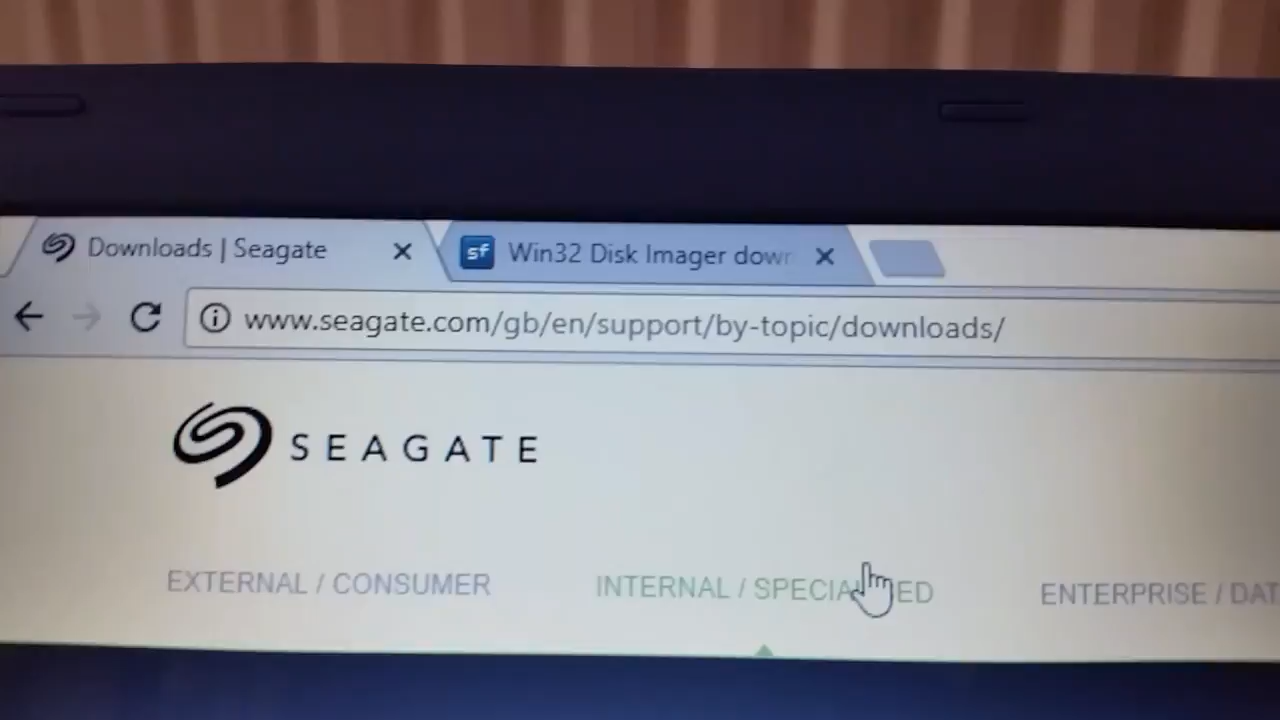 Downloads | Seagate
sf Win32 Disk Imager dow
www.seagate.com/gb/en/support/by-topic/downloads/
SEAGATE
EXTERNAL / CONSUMER
INTERNAL / SPECIA ED
ENTERPRISE / DAT